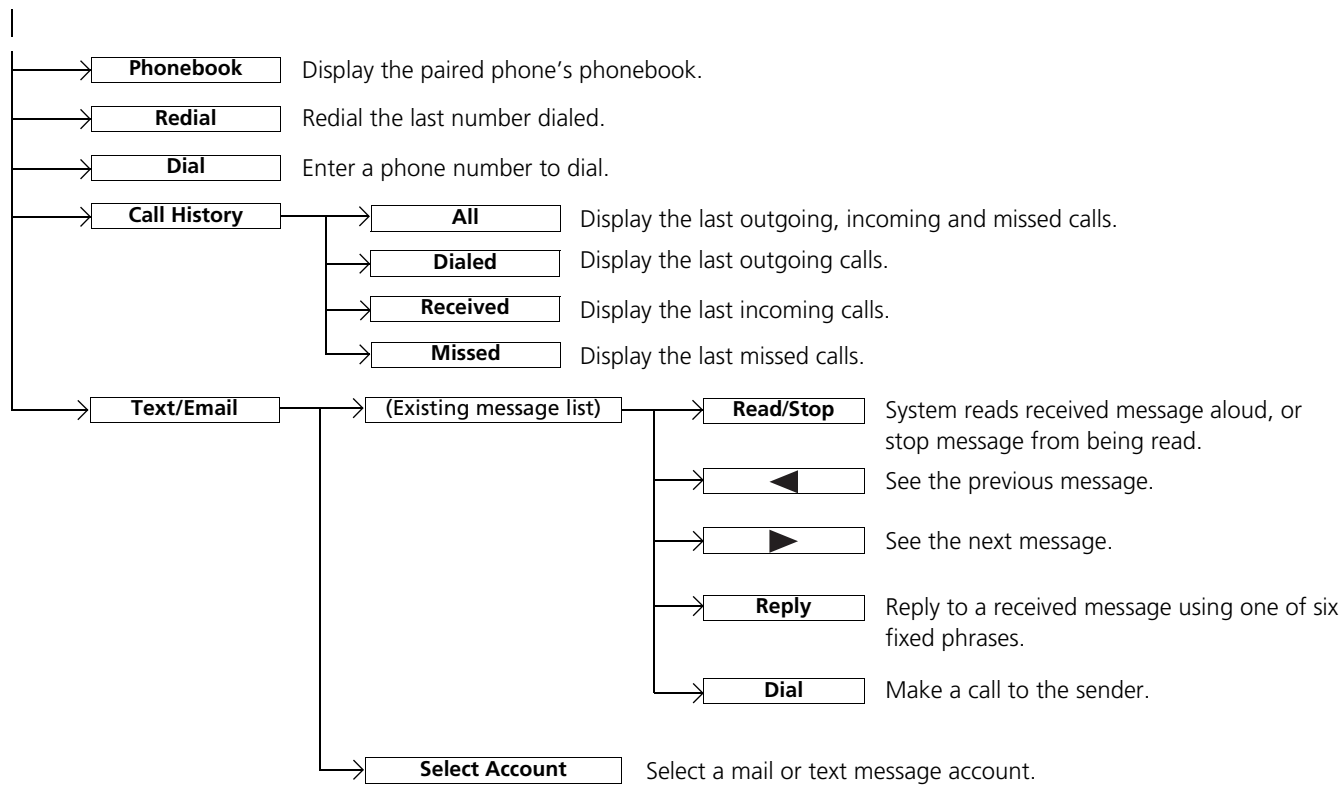 Phonebook Display the paired phone’s phonebook.
Redial Redial the last number dialed.
Dial Enter a phone number to dial.
Call History
All Display the last outgoing, incoming and missed calls.
Dialed Display the last outgoing calls.
Received Display the last incoming calls.
Missed Display the last missed calls.
Text/Email
(Existing message list)
Read/Stop System reads received message aloud, or
stop message from being read.
◀ See the previous message.
▶ See the next message.
Reply Reply to a received message using one of six
fixed phrases.
Dial Make a call to the sender.
Select Account Select a mail or text message account.